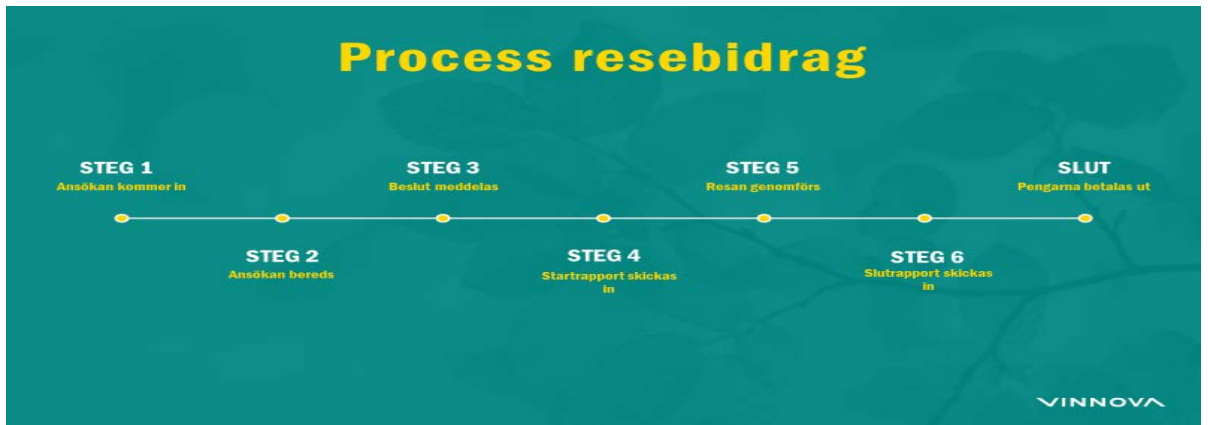 Process resebidrag
STEG 1
Ansökan kommer in
STEG 2
Ansökan bereds
STEG 3
Beslut meddelas
STEG 4
Startrapport skickas
in
STEG 5
Resan genomförs
STEG 6
Slutrapport skickas
in
SLUT
Pengarna betalas ut
VINNOVA